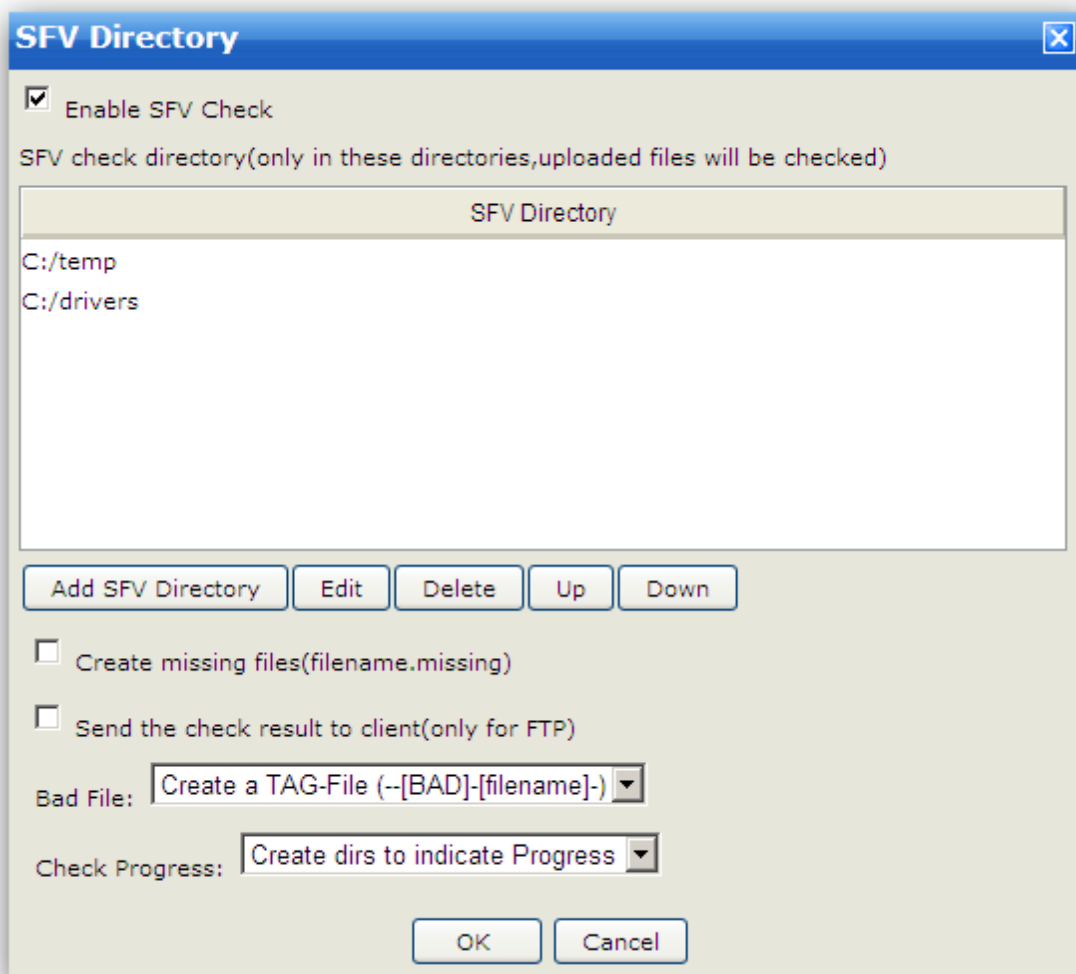 SFV Directory
Enable SFV Check
SFV check directory(only in these directories,uploaded files will be checked)
SFV Directory
C:/temp
C:/drivers
Add SFV Directory Edit Delete Up Down
Create missing files(filename.missing)
Send the check result to client(only for FTP)
Bad File: Create a TAG-File (--[BAD]-[filename]-)
Check Progress: Create dirs to indicate Progress
OK Cancel